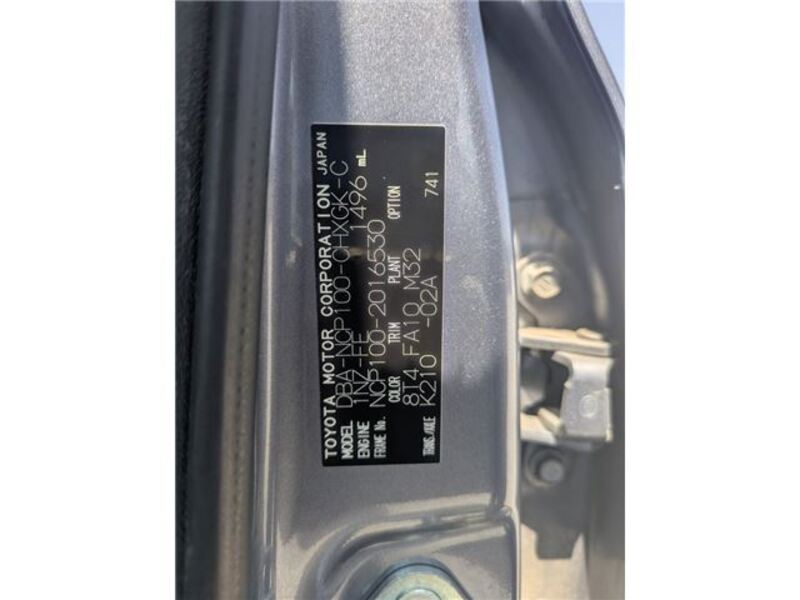 TOYOTA MOTOR CORPORATION JAPAN
MODEL DBA-NCP100-CHXGK-C
ENGINE 1NZ-FE 1496 mL
FRAME No. NCP100-2016530
COLOR TRIM PLANT OPTION
8T4 FA10 M32
TRANS/AXLE K210 -02A 741